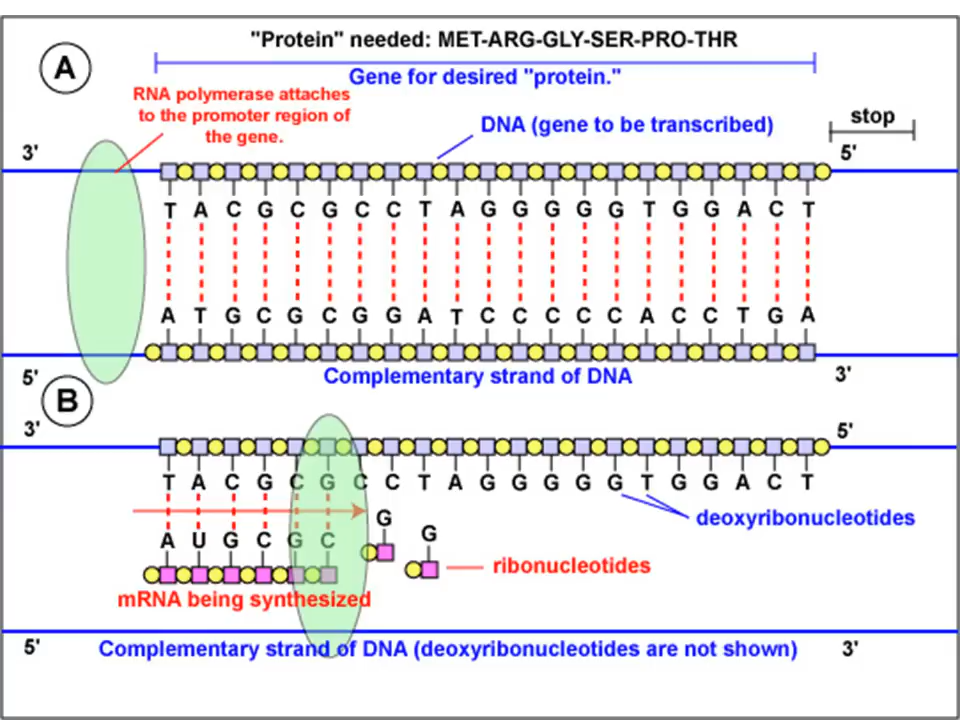 "Protein" needed: MET-ARG-GLY-SER-PRO-THR
A
Gene for desired "protein."
RNA polymerase attaches
to the promoter region of
the gene.
DNA (gene to be transcribed)
stop
3'
5'
T A C G C G C C T A G G G G G T G G A C T
A T G C G C G G A T C C C C C A C C T G A
5'
Complementary strand of DNA
3'
B
3'
5'
T A C G C G C C T A G G G G G T G G A C T
deoxyribonucleotides
A U G C G C
G
G
ribonucleotides
mRNA being synthesized
5'
Complementary strand of DNA (deoxyribonucleotides are not shown)
3'